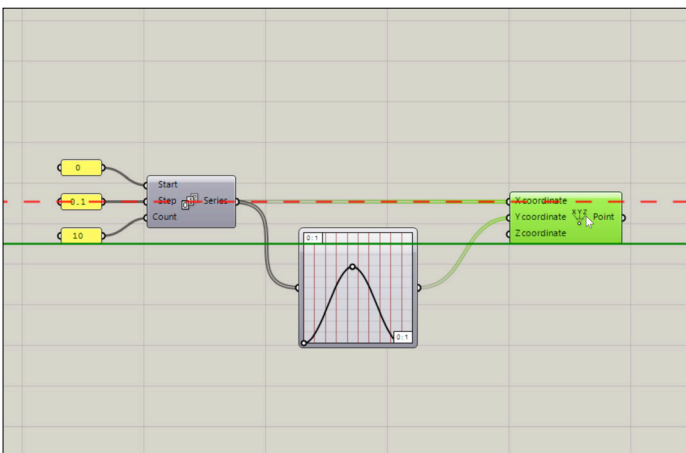 0
Start
0.1
Step
Series
Count
10
X coordinate
Y coordinate
X Y Z
Point
Z coordinate
0:1
0:1